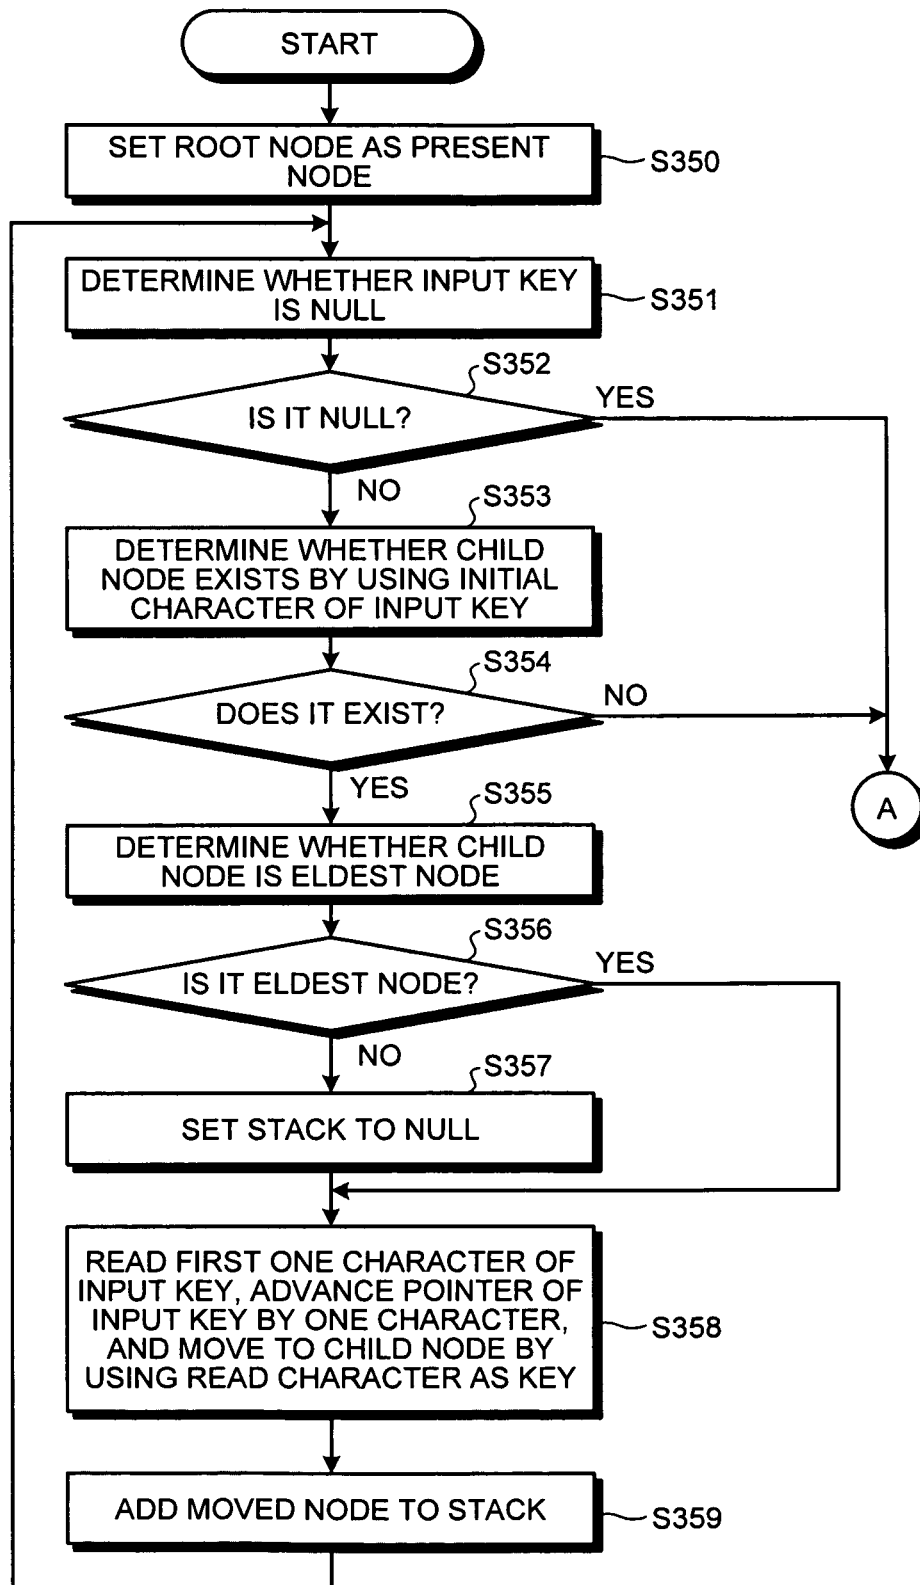 START
SET ROOT NODE AS PRESENT
NODE
S350
DETERMINE WHETHER INPUT KEY
IS NULL
S351
S352
IS IT NULL?
YES
NO
S353
DETERMINE WHETHER CHILD
NODE EXISTS BY USING INITIAL
CHARACTER OF INPUT KEY
S354
DOES IT EXIST?
NO
YES
A
S355
DETERMINE WHETHER CHILD
NODE IS ELDEST NODE
S356
IS IT ELDEST NODE?
YES
NO
S357
SET STACK TO NULL
READ FIRST ONE CHARACTER OF
INPUT KEY, ADVANCE POINTER OF
INPUT KEY BY ONE CHARACTER,
AND MOVE TO CHILD NODE BY
USING READ CHARACTER AS KEY
S358
ADD MOVED NODE TO STACK
S359